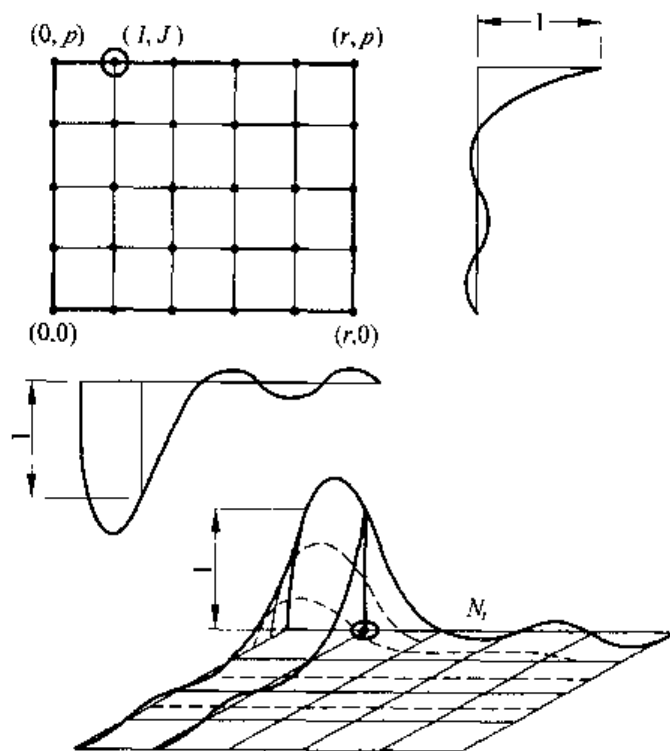 (0, p) (I, J) (r, p)
1
(0,0) (r,0)
1
1
N_i